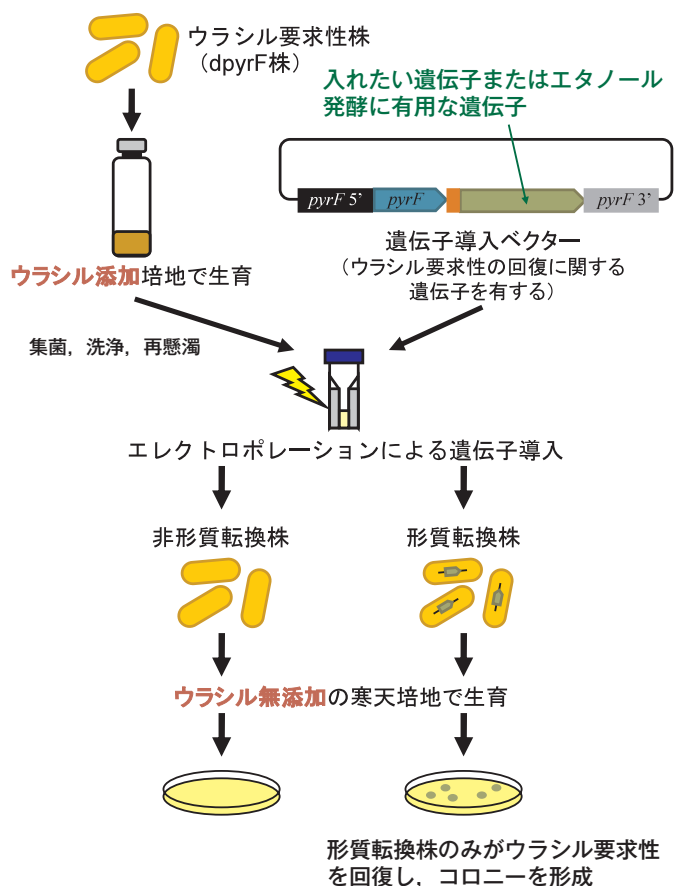 ウラシル要求性株
（dpyrF株）
入れたい遺伝子またはエタノール
発酵に有用な遺伝子
pyrF 5’
pyrF
pyrF 3’
遺伝子導入ベクター
（ウラシル要求性の回復に関する
遺伝子を有する）
ウラシル添加培地で生育
集菌，洗浄，再懸濁
エレクトロポレーションによる遺伝子導入
非形質転換株
形質転換株
ウラシル無添加の寒天培地で生育
形質転換株のみがウラシル要求性
を回復し，コロニーを形成